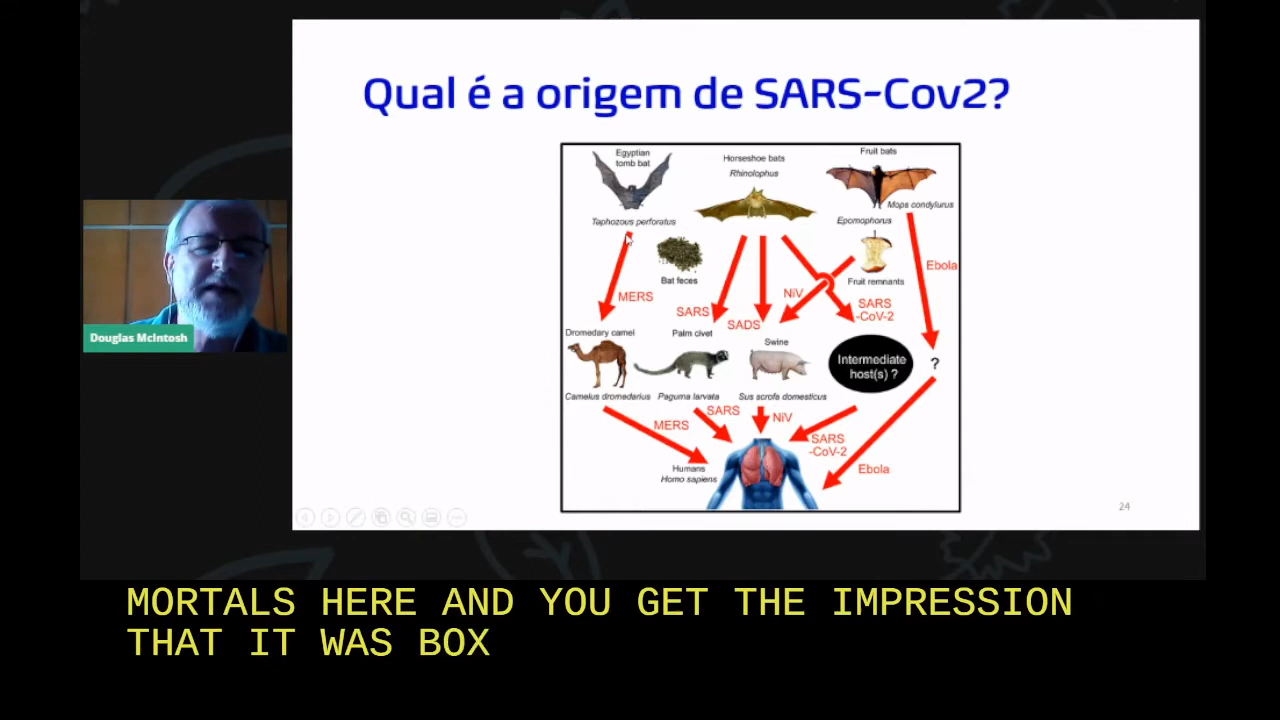 Qual é a origem de SARS-Cov2?
Egyptian
tomb bat
Horseshoe bats
Rhinolophus
Fruit bats
Mops condylurus
Taphozous perforatus
Epomophorus
Bat feces
Fruit remnants
Ebola
MERS
SARS
SADS
NiV
SARS
-CoV-2
Dromedary camel
Palm civet
Swine
Intermediate
host(s) ?
?
Camelus dromedarius
Paguma larvata
Sus scrofa domesticus
MERS
SARS
NiV
SARS
-CoV-2
Ebola
Humans
Homo sapiens
24
Douglas McIntosh
MORTALS HERE AND YOU GET THE IMPRESSION
THAT IT WAS BOX